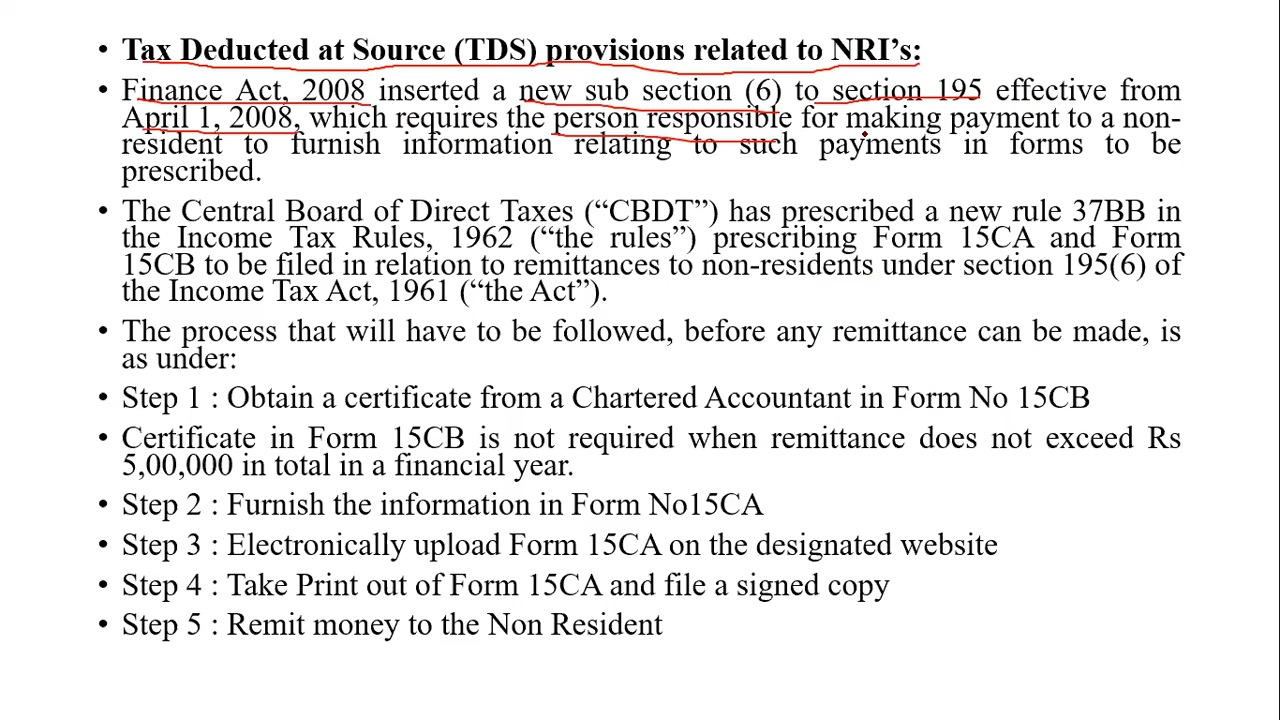 • Tax Deducted at Source (TDS) provisions related to NRI’s:
• Finance Act, 2008 inserted a new sub section (6) to section 195 effective from
April 1, 2008, which requires the person responsible for making payment to a non-
resident to furnish information relating to such payments in forms to be
prescribed.
• The Central Board of Direct Taxes (“CBDT”) has prescribed a new rule 37BB in
the Income Tax Rules, 1962 (“the rules”) prescribing Form 15CA and Form
15CB to be filed in relation to remittances to non-residents under section 195(6) of
the Income Tax Act, 1961 (“the Act”).
• The process that will have to be followed, before any remittance can be made, is
as under:
• Step 1 : Obtain a certificate from a Chartered Accountant in Form No 15CB
• Certificate in Form 15CB is not required when remittance does not exceed Rs
5,00,000 in total in a financial year.
• Step 2 : Furnish the information in Form No15CA
• Step 3 : Electronically upload Form 15CA on the designated website
• Step 4 : Take Print out of Form 15CA and file a signed copy
• Step 5 : Remit money to the Non Resident